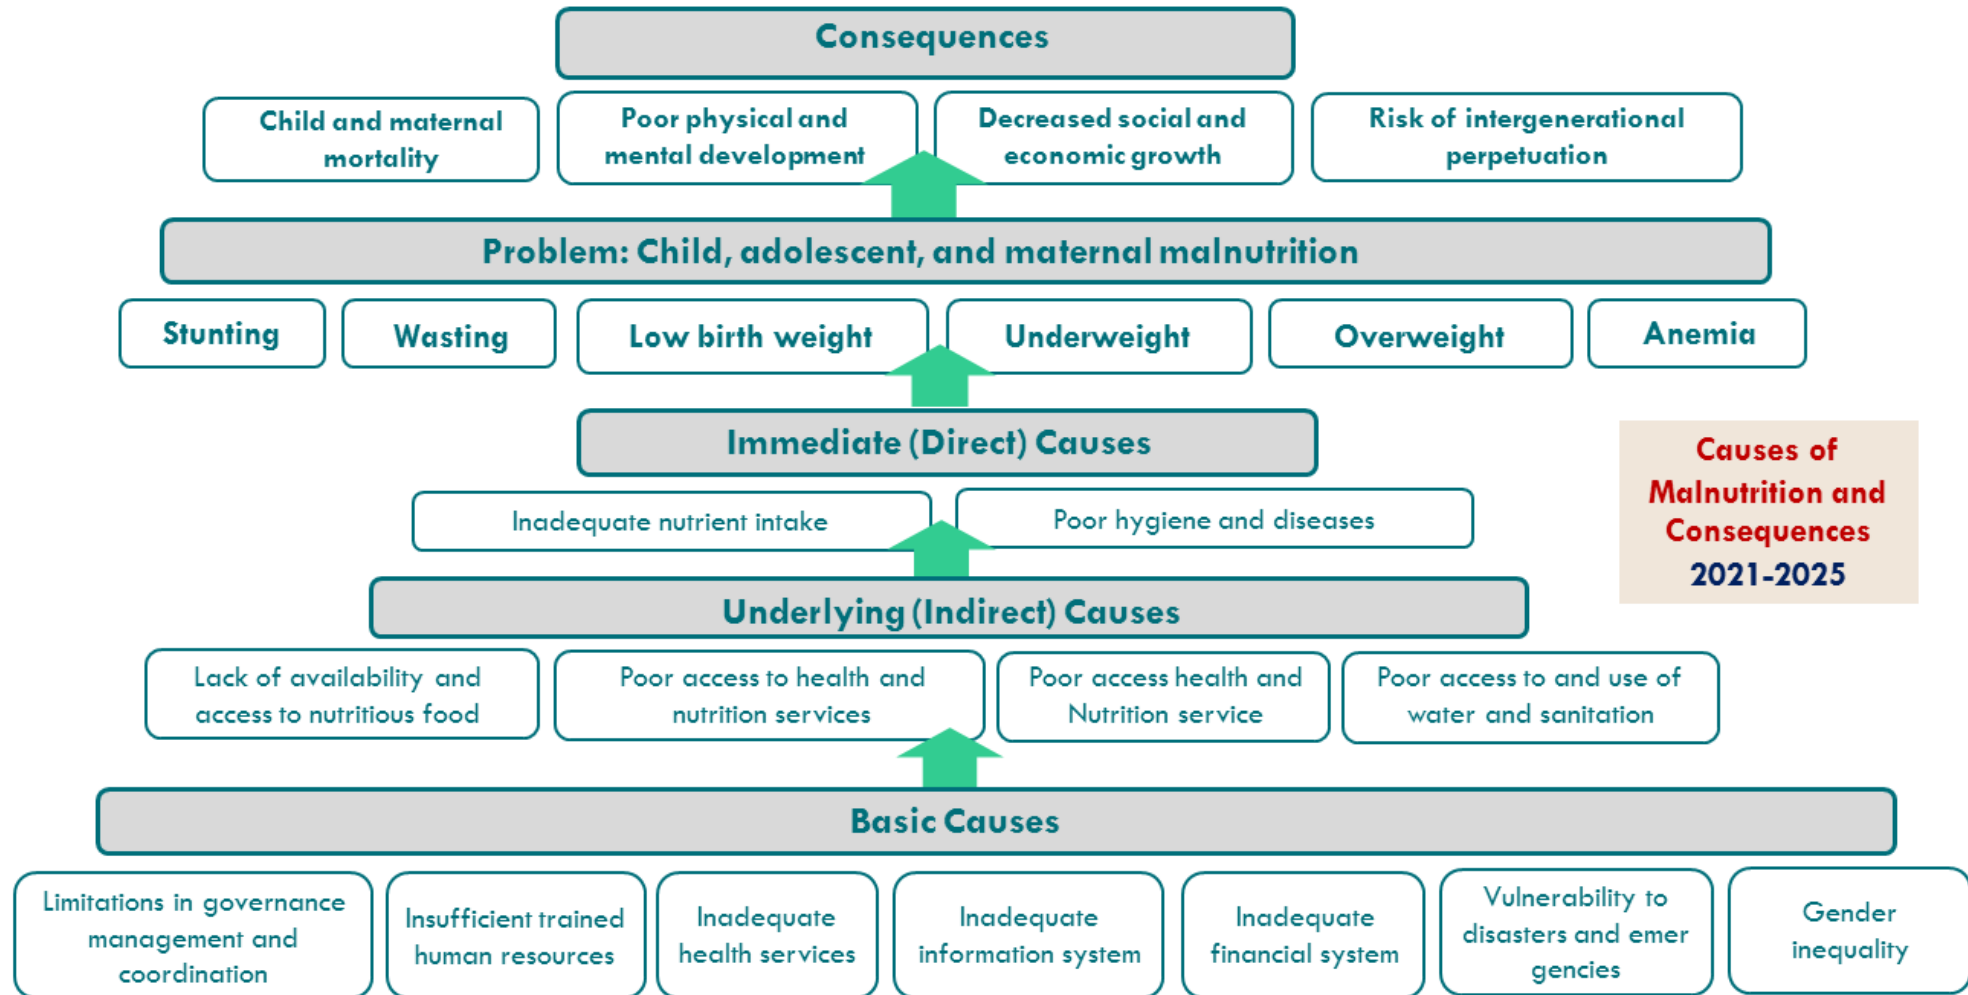 Consequences
Child and maternal
mortality
Poor physical and
mental development
Decreased social and
economic growth
Risk of intergenerational
perpetuation
Problem: Child, adolescent, and maternal malnutrition
Stunting
Wasting
Low birth weight
Underweight
Overweight
Anemia
Immediate (Direct) Causes
Inadequate nutrient intake
Poor hygiene and diseases
Causes of
Malnutrition and
Consequences
2021-2025
Underlying (Indirect) Causes
Lack of availability and
access to nutritious food
Poor access to health and
nutrition services
Poor access health and
Nutrition service
Poor access to and use of
water and sanitation
Basic Causes
Limitations in governance
management and
coordination
Insufficient trained
human resources
Inadequate
health services
Inadequate
information system
Inadequate
financial system
Vulnerability to
disasters and emer
gencies
Gender
inequality